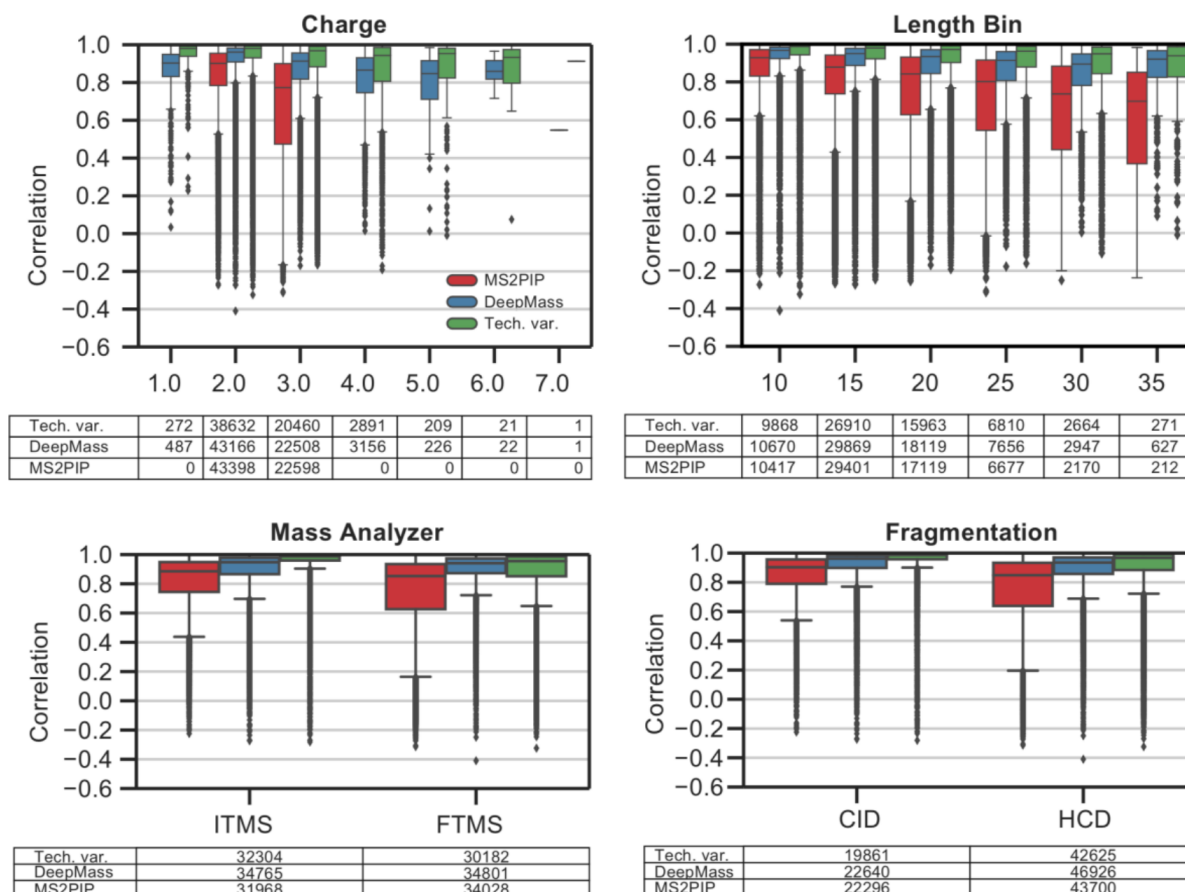 Charge
Correlation
1.0
0.8
0.6
0.4
0.2
0.0
−0.2
−0.4
−0.6
MS2PIP
DeepMass
Tech. var.
1.0 2.0 3.0 4.0 5.0 6.0 7.0
Tech. var. 272 38632 20460 2891 209 21 1
DeepMass 487 43166 22508 3156 226 22 1
MS2PIP 0 43398 22598 0 0 0 0
Length Bin
Correlation
1.0
0.8
0.6
0.4
0.2
0.0
−0.2
−0.4
−0.6
10 15 20 25 30 35
Tech. var. 9868 26910 15963 6810 2664 271
DeepMass 10670 29869 18119 7656 2947 627
MS2PIP 10417 29401 17119 6677 2170 212
Mass Analyzer
Correlation
1.0
0.8
0.6
0.4
0.2
0.0
−0.2
−0.4
−0.6
ITMS FTMS
Tech. var. 32304 30182
DeepMass 34765 34801
MS2PIP 31968 34028
Fragmentation
Correlation
1.0
0.8
0.6
0.4
0.2
0.0
−0.2
−0.4
−0.6
CID HCD
Tech. var. 19861 42625
DeepMass 22640 46926
MS2PIP 22296 43700